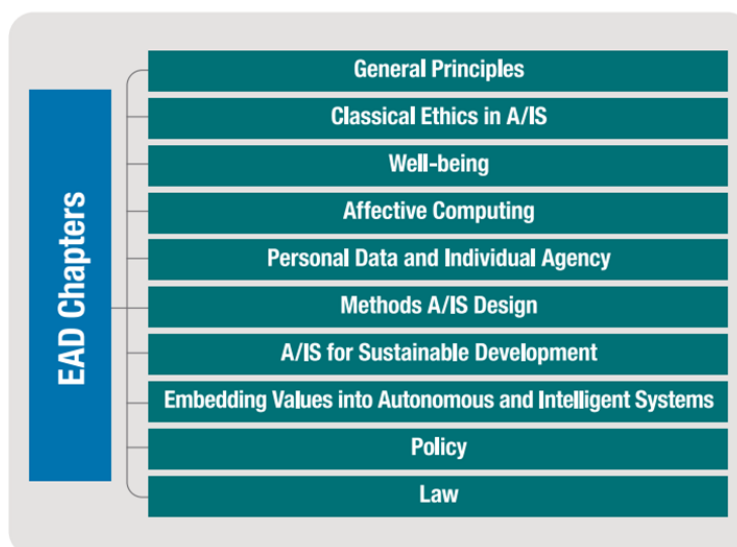 EAD Chapters
General Principles
Classical Ethics in A/IS
Well-being
Affective Computing
Personal Data and Individual Agency
Methods A/IS Design
A/IS for Sustainable Development
Embedding Values into Autonomous and Intelligent Systems
Policy
Law